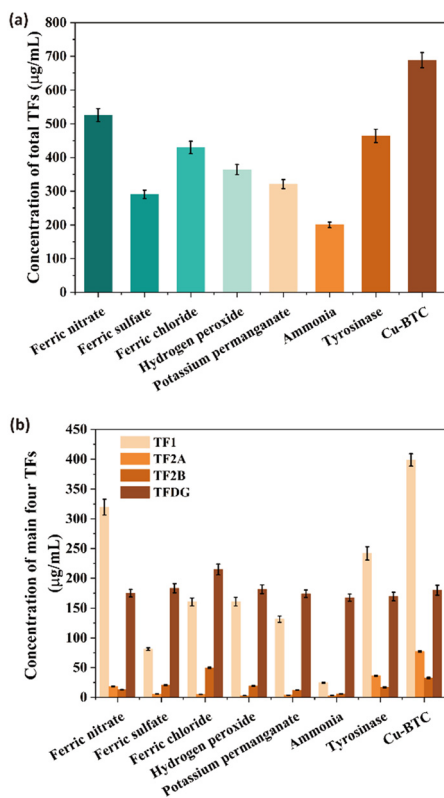 (a)
Concentration of total TFs (μg/mL)
800
700
600
500
400
300
200
100
0
Ferric nitrate
Ferric sulfate
Ferric chloride
Hydrogen peroxide
Potassium permanganate
Ammonia
Tyrosinase
Cu-BTC
(b)
Concentration of main four TFs
(μg/mL)
450
400
350
300
250
200
150
100
50
0
TF1
TF2A
TF2B
TFDG
Ferric nitrate
Ferric sulfate
Ferric chloride
Hydrogen peroxide
Potassium permanganate
Ammonia
Tyrosinase
Cu-BTC